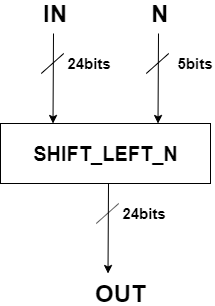 IN N
24bits 5bits
SHIFT_LEFT_N
24bits
OUT